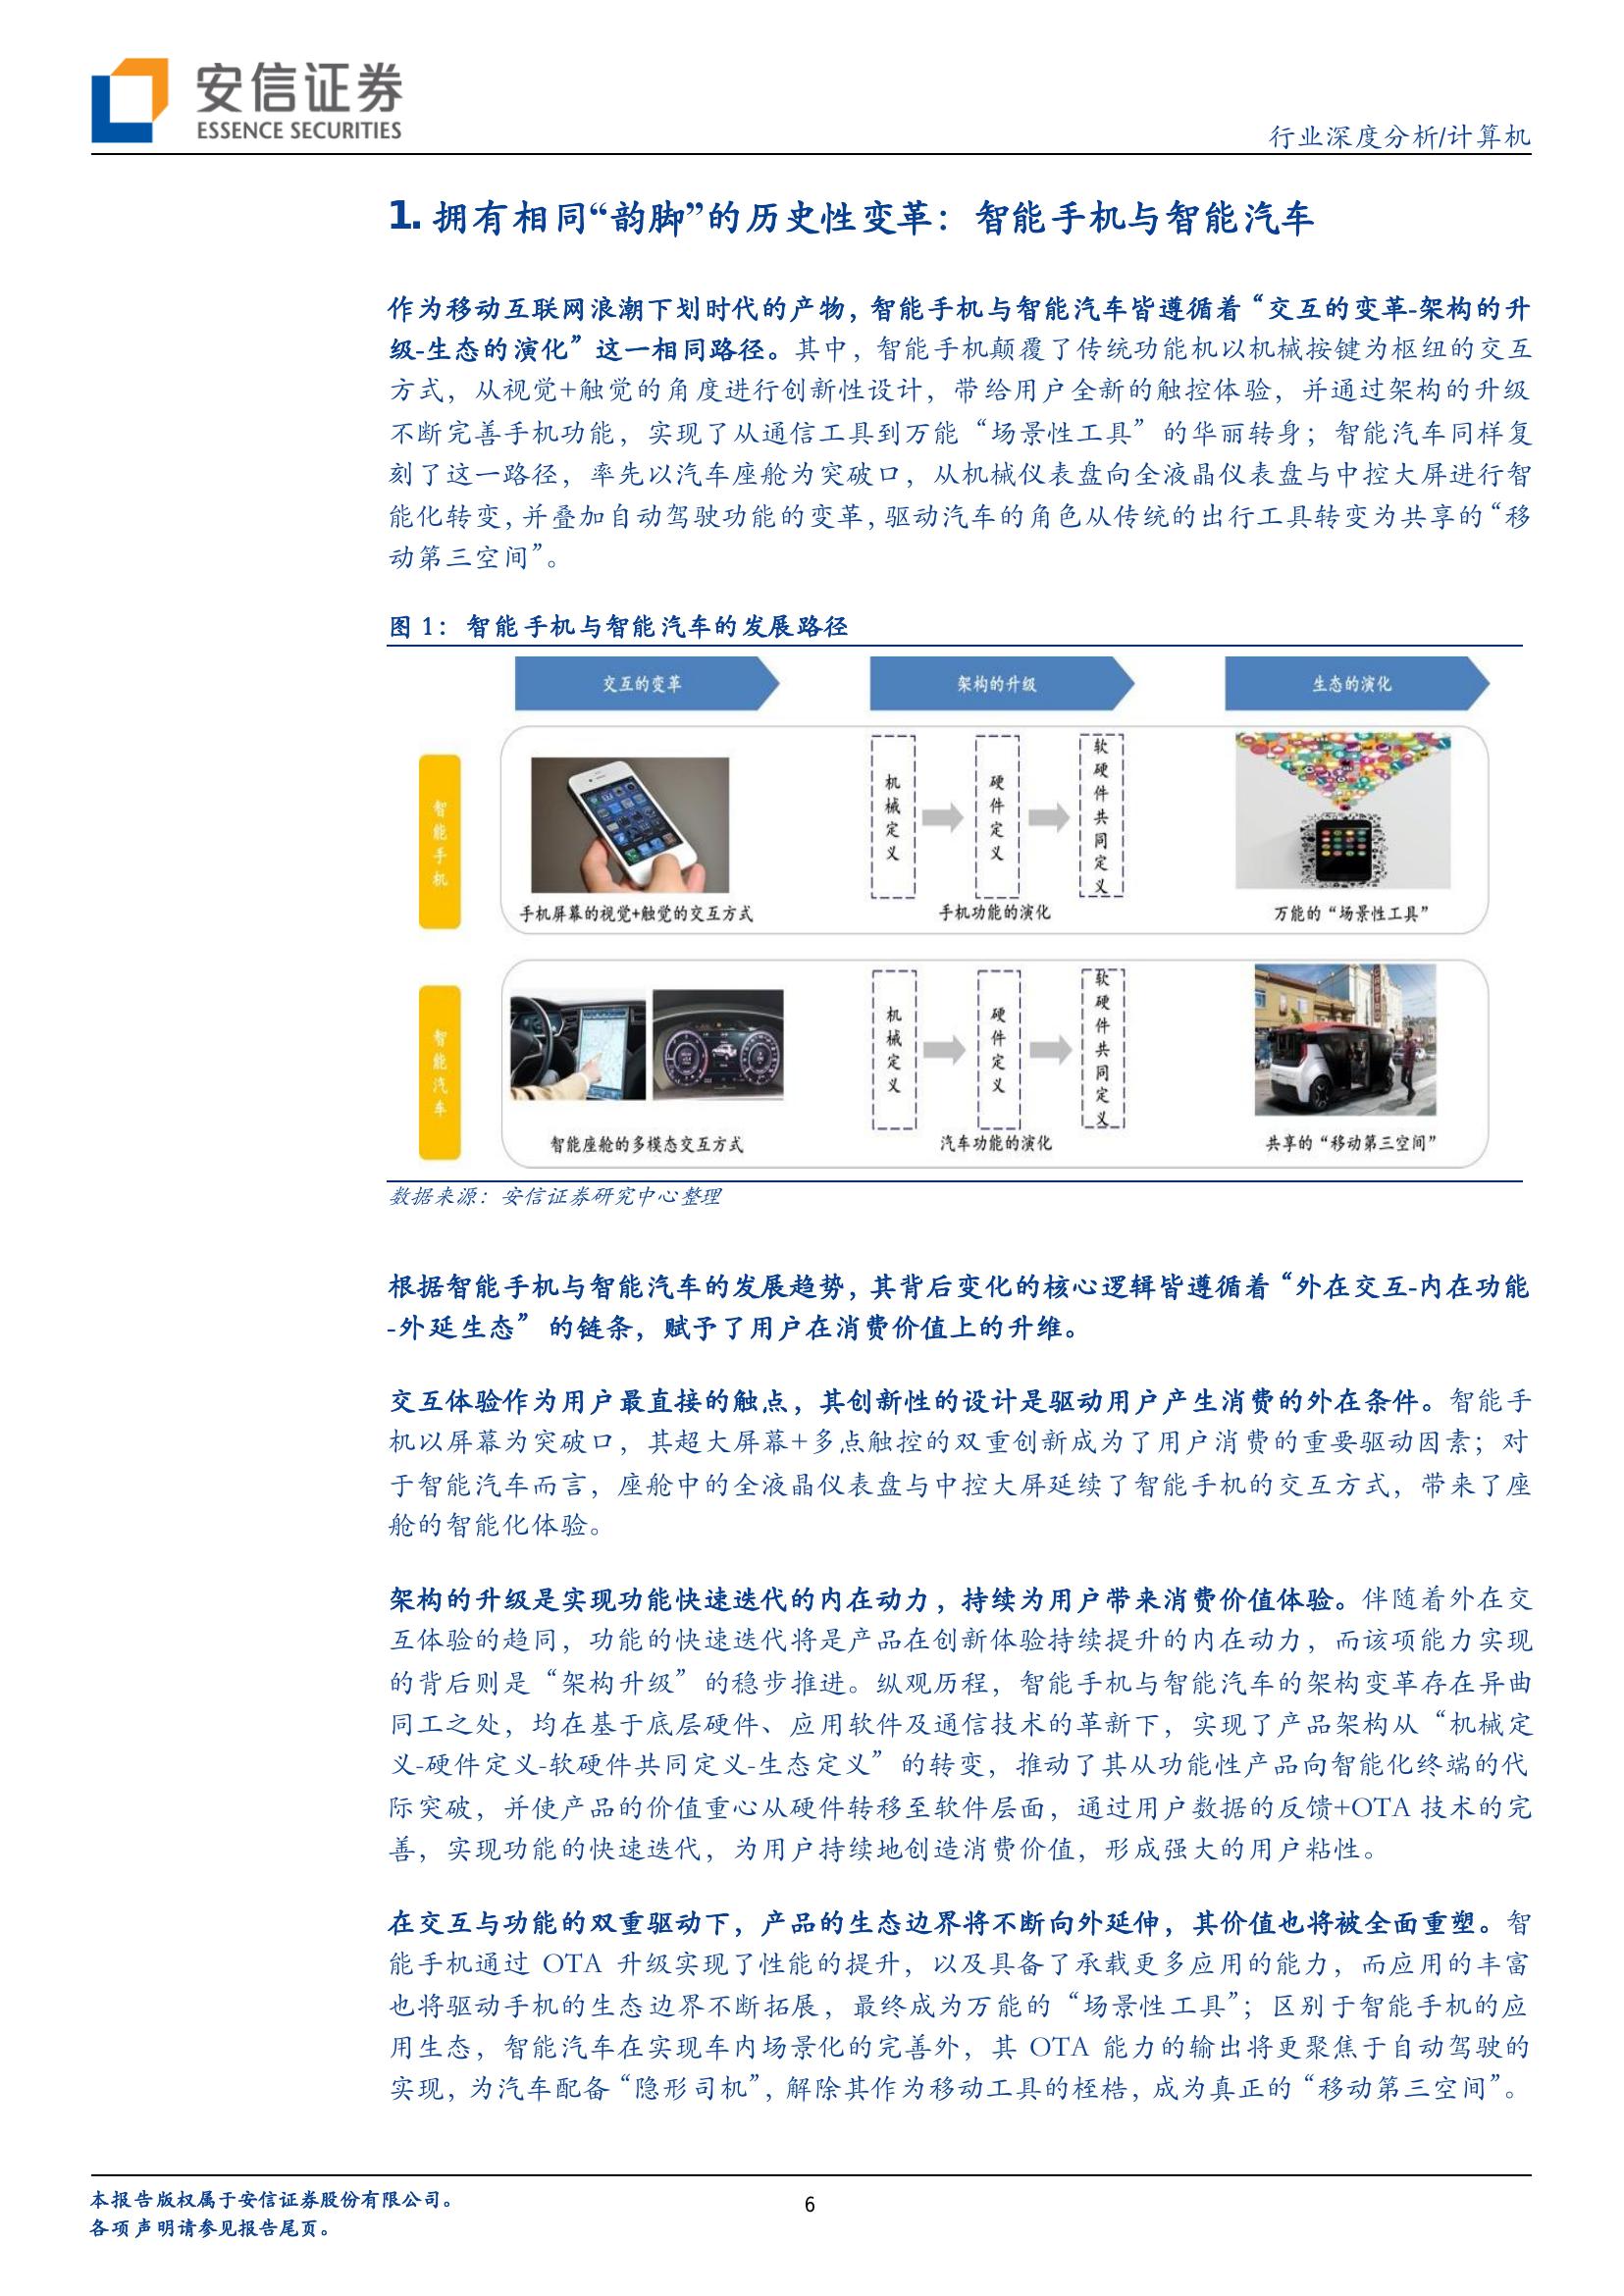 安信证券
ESSENCE SECURITIES
行业深度分析/计算机
1. 拥有相同“韵脚”的历史性变革：智能手机与智能汽车
作为移动互联网浪潮下划时代的产物，智能手机与智能汽车皆遵循着“交互的变革-架构的升
级-生态的演化”这一相同路径。其中，智能手机颠覆了传统功能机以机械按键为枢纽的交互
方式，从视觉+触觉的角度进行创新性设计，带给用户全新的触控体验，并通过架构的升级
不断完善手机功能，实现了从通信工具到万能“场景性工具”的华丽转身；智能汽车同样复
刻了这一路径，率先以汽车座舱为突破口，从机械仪表盘向全液晶仪表盘与中控大屏进行智
能化转变，并叠加自动驾驶功能的变革，驱动汽车的角色从传统的出行工具转变为共享的“移
动第三空间”。
图 1：智能手机与智能汽车的发展路径
交互的变革
架构的升级
生态的演化
智能手机
机械定义
硬件定义
软硬件共同定义
手机屏幕的视觉+触觉的交互方式
手机功能的演化
万能的“场景性工具”
智能汽车
机械定义
硬件定义
软硬件共同定义
智能座舱的多模态交互方式
汽车功能的演化
共享的“移动第三空间”
数据来源：安信证券研究中心整理
根据智能手机与智能汽车的发展趋势，其背后变化的核心逻辑皆遵循着“外在交互-内在功能
-外延生态”的链条，赋予了用户在消费价值上的升维。
交互体验作为用户最直接的触点，其创新性的设计是驱动用户产生消费的外在条件。智能手
机以屏幕为突破口，其超大屏幕+多点触控的双重创新成为了用户消费的重要驱动因素；对
于智能汽车而言，座舱中的全液晶仪表盘与中控大屏延续了智能手机的交互方式，带来了座
舱的智能化体验。
架构的升级是实现功能快速迭代的内在动力，持续为用户带来消费价值体验。伴随着外在交
互体验的趋同，功能的快速迭代将是产品在创新体验持续提升的内在动力，而该项能力实现
的背后则是“架构升级”的稳步推进。纵观历程，智能手机与智能汽车的架构变革存在异曲
同工之处，均在基于底层硬件、应用软件及通信技术的革新下，实现了产品架构从“机械定
义-硬件定义-软硬件共同定义-生态定义”的转变，推动了其从功能性产品向智能化终端的代
际突破，并使产品的价值重心从硬件转移至软件层面，通过用户数据的反馈+OTA 技术的完
善，实现功能的快速迭代，为用户持续地创造消费价值，形成强大的用户粘性。
在交互与功能的双重驱动下，产品的生态边界将不断向外延伸，其价值也将被全面重塑。智
能手机通过 OTA 升级实现了性能的提升，以及具备了承载更多应用的能力，而应用的丰富
也将驱动手机的生态边界不断拓展，最终成为万能的“场景性工具”；区别于智能手机的应
用生态，智能汽车在实现车内场景化的完善外，其 OTA 能力的输出将更聚焦于自动驾驶的
实现，为汽车配备“隐形司机”，解除其作为移动工具的桎梏，成为真正的“移动第三空间”。
本报告版权属于安信证券股份有限公司。
各项声明请参见报告尾页。
6